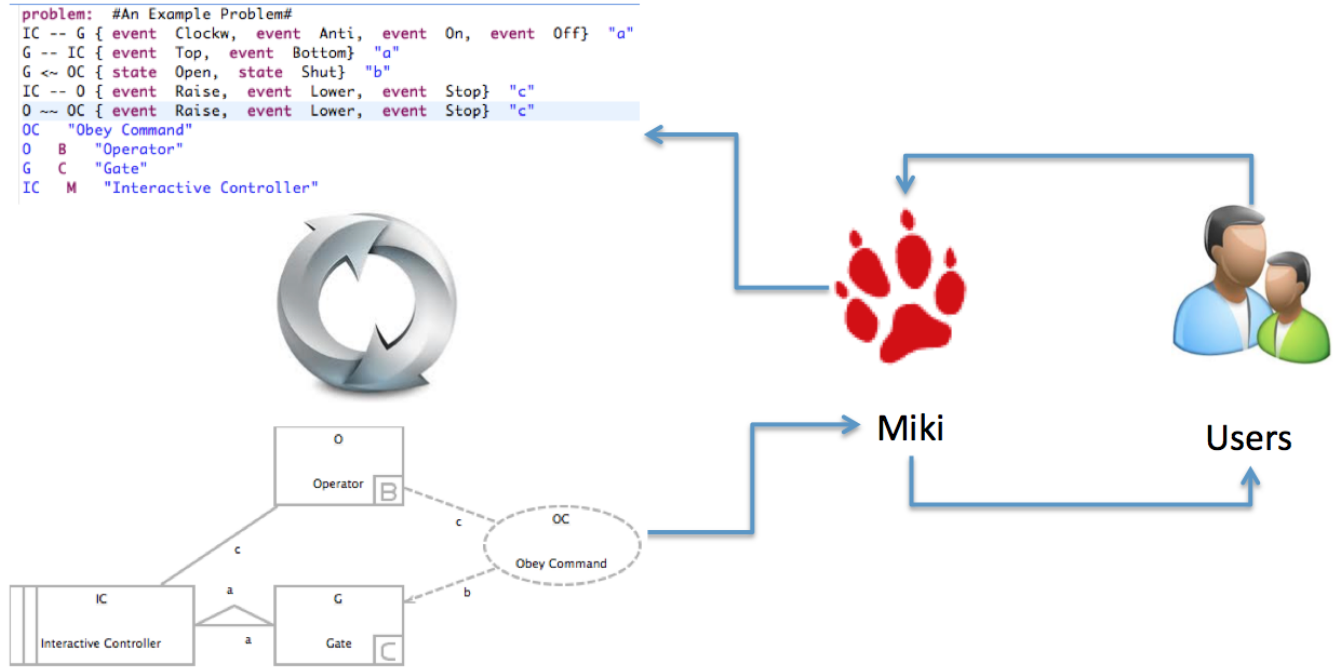 problem: #An Example Problem#
IC -- G { event Clockw, event Anti, event On, event Off} "a"
G -- IC { event Top, event Bottom} "a"
G <~ OC { state Open, state Shut} "b"
IC -- O { event Raise, event Lower, event Stop} "c"
O ~~ OC { event Raise, event Lower, event Stop} "c"
OC "Obey Command"
O B "Operator"
G C "Gate"
IC M "Interactive Controller"
Miki
Users
O
Operator
B
c
OC
Obey Command
c
b
IC
Interactive Controller
a
a
G
Gate
C